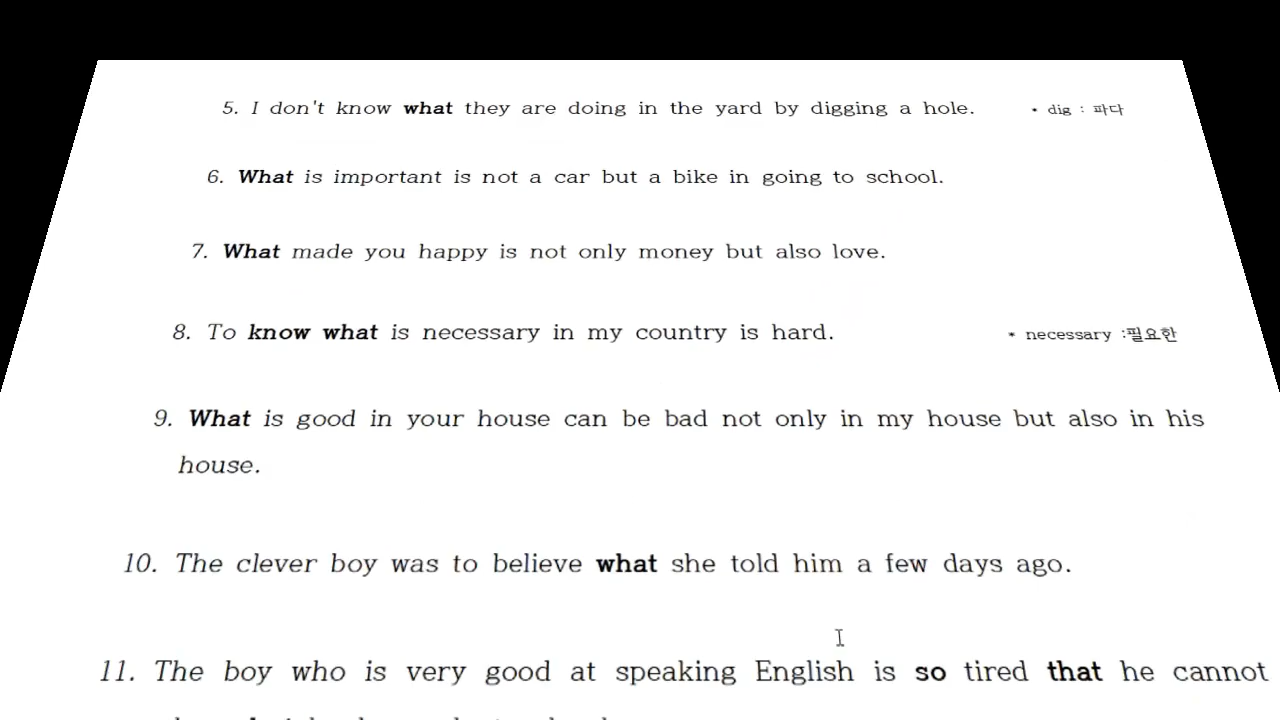 5. I don't know what they are doing in the yard by digging a hole. * dig : 파다
6. What is important is not a car but a bike in going to school.
7. What made you happy is not only money but also love.
8. To know what is necessary in my country is hard. * necessary :필요한
9. What is good in your house can be bad not only in my house but also in his
house.
10. The clever boy was to believe what she told him a few days ago.
11. The boy who is very good at speaking English is so tired that he cannot